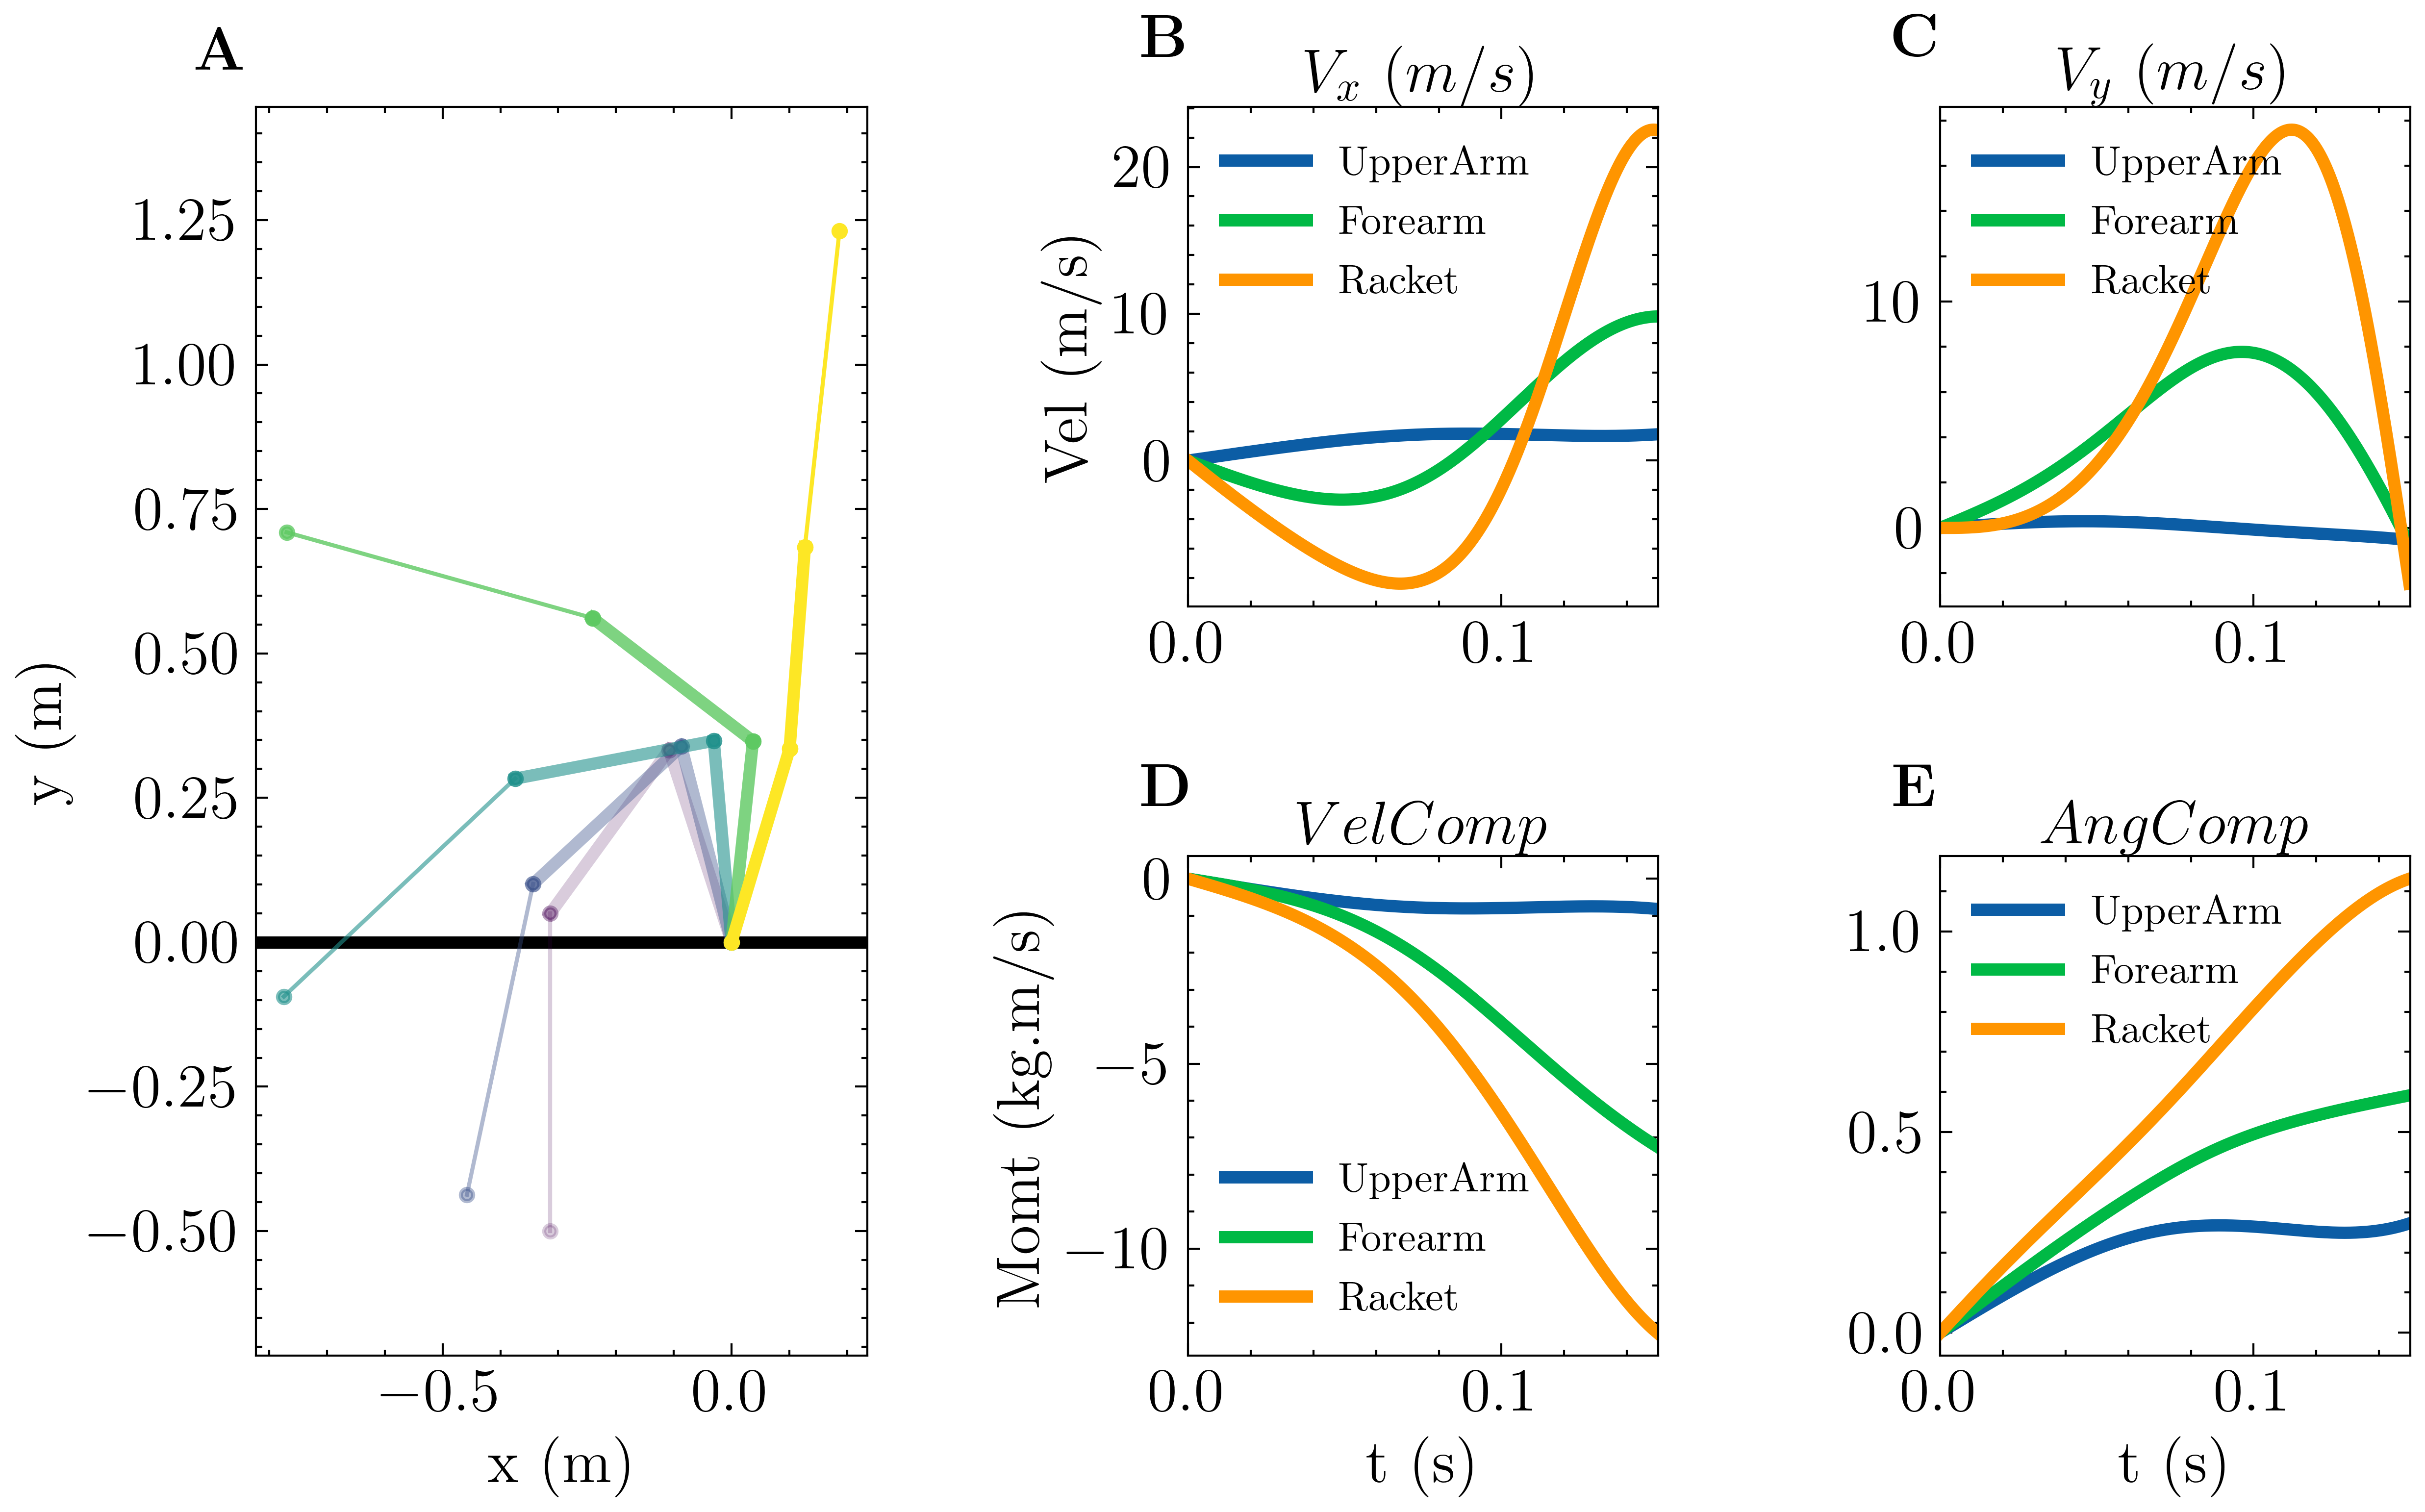 A
y (m)
1.25
1.00
0.75
0.50
0.25
0.00
−0.25
−0.50
−0.5 0.0
x (m)
B
V_x (m/s)
Vel (m/s)
20
10
0
UpperArm
Forearm
Racket
0.0 0.1
C
V_y (m/s)
10
0
UpperArm
Forearm
Racket
0.0 0.1
D
VelComp
Momt (kg.m/s)
0
−5
−10
UpperArm
Forearm
Racket
0.0 0.1
t (s)
E
AngComp
1.0
0.5
0.0
UpperArm
Forearm
Racket
0.0 0.1
t (s)